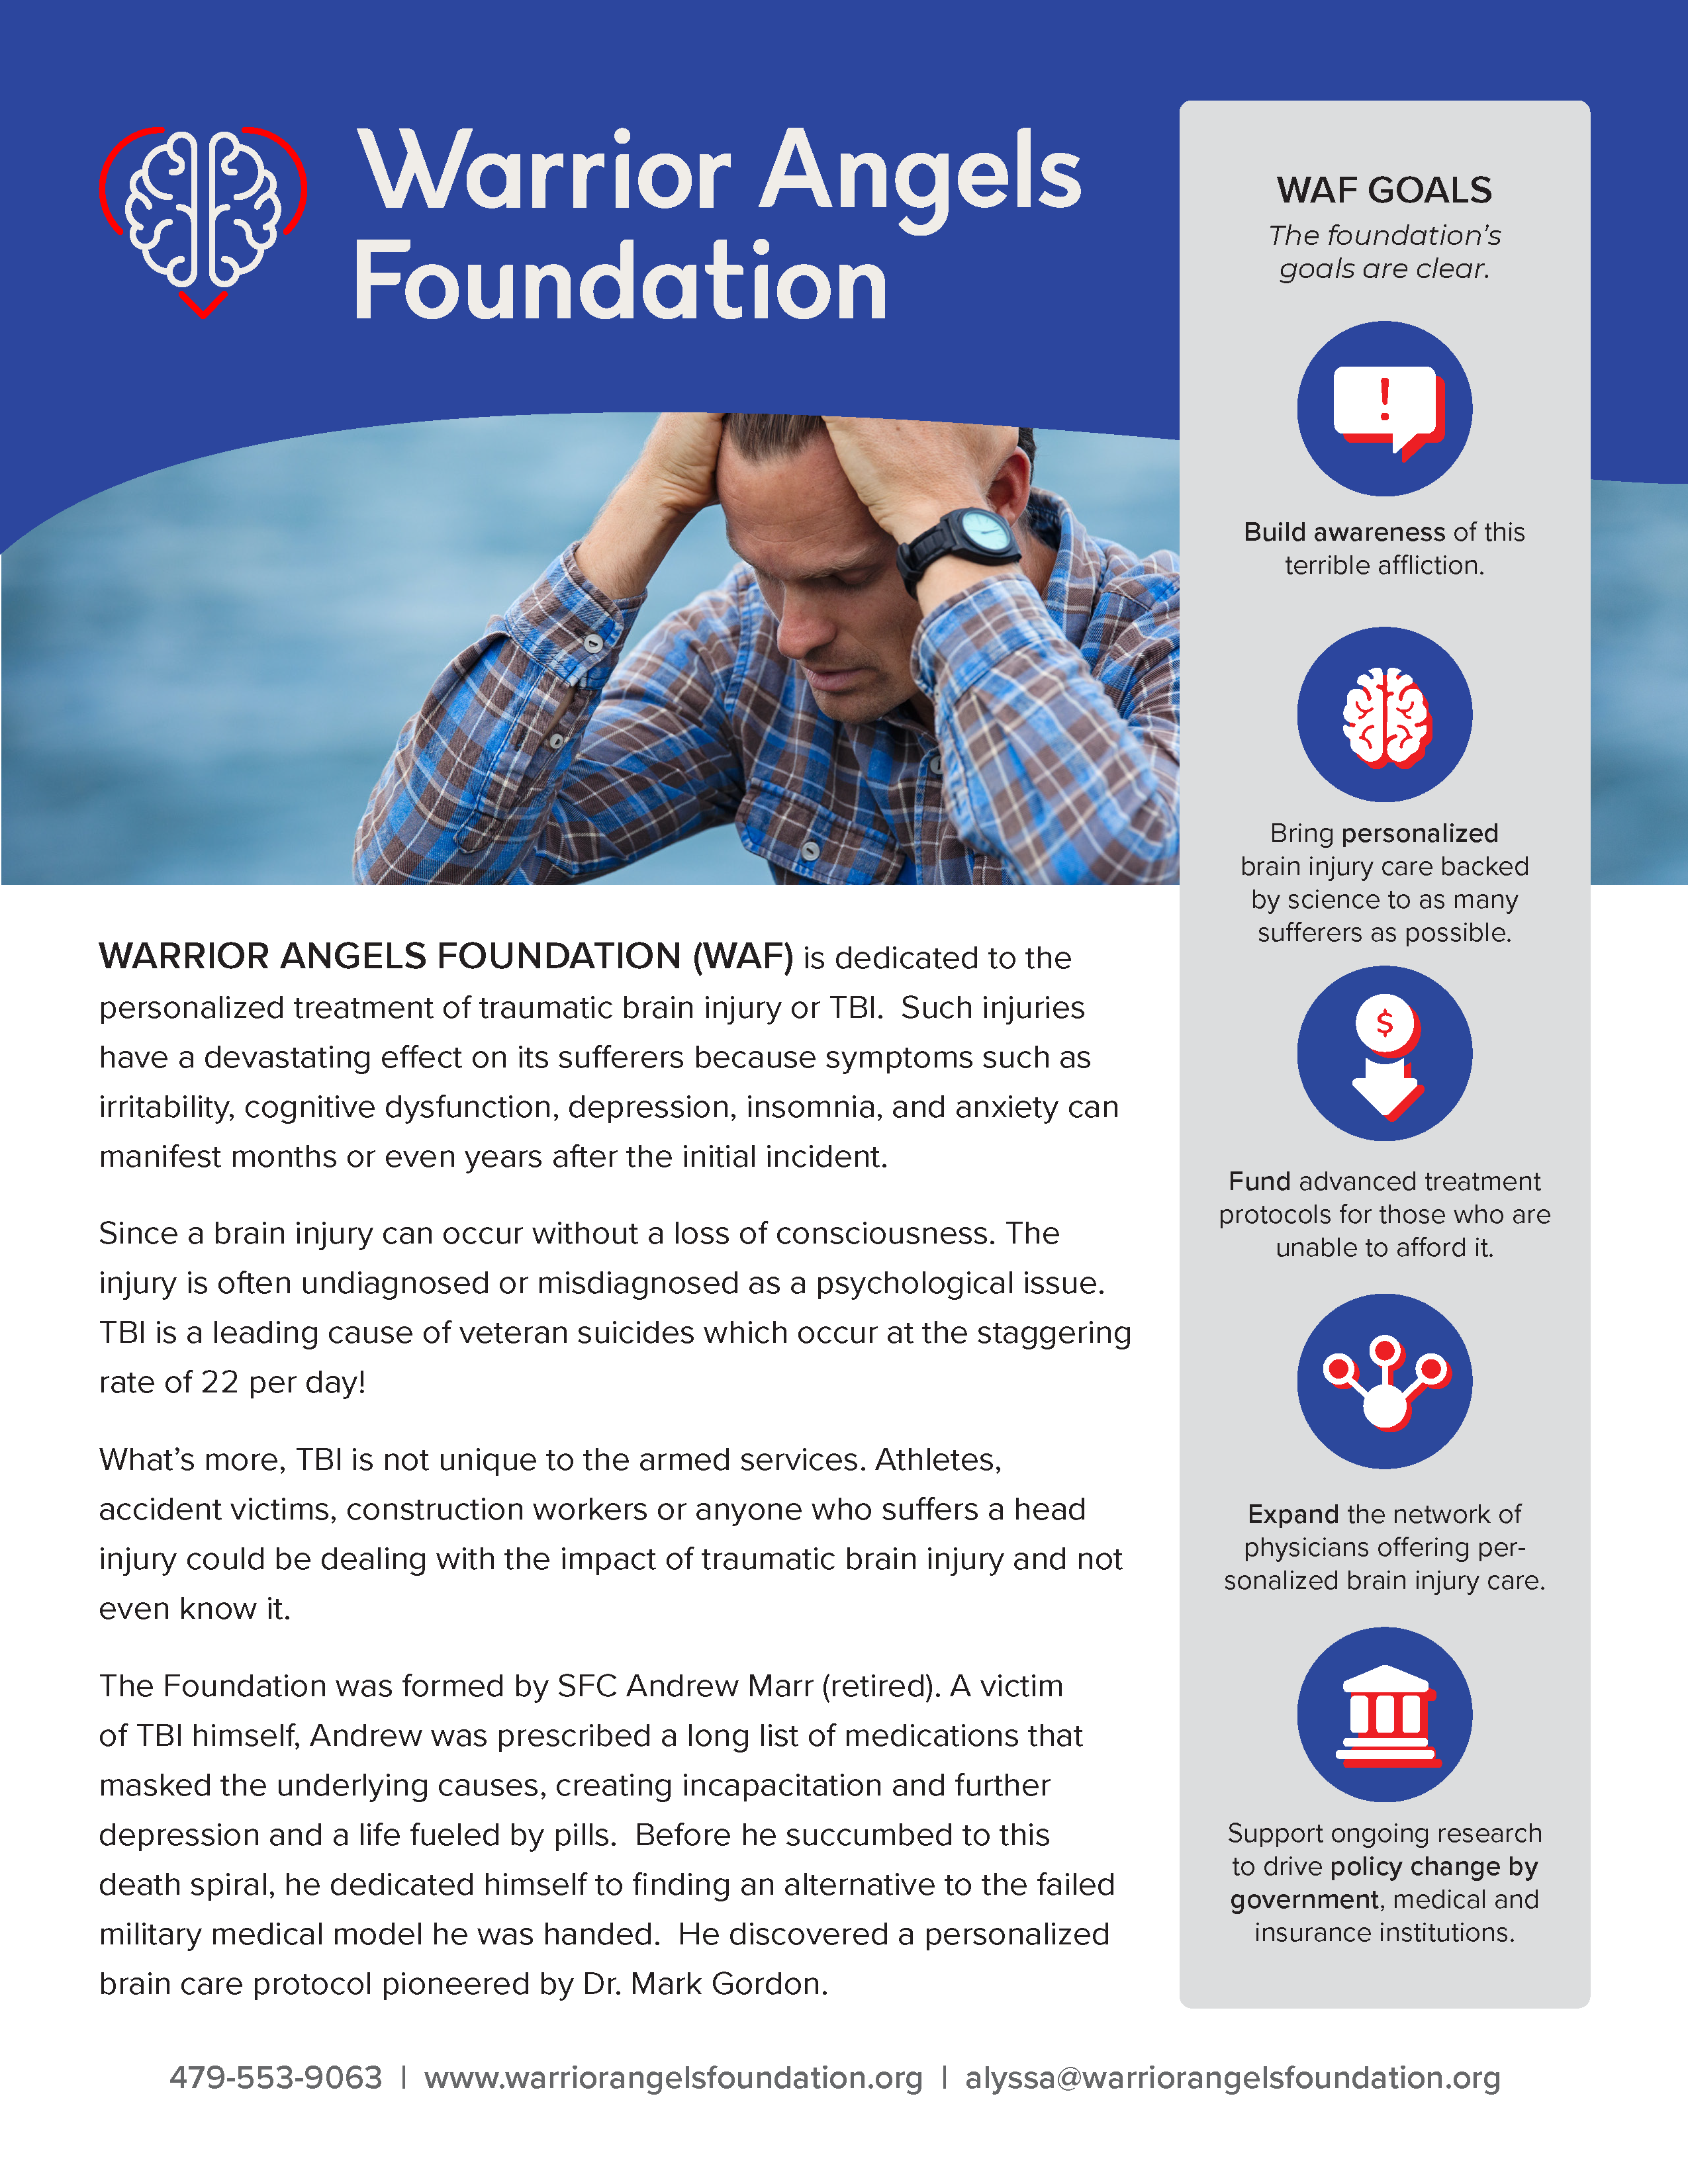 Warrior Angels
Foundation
WAF GOALS
The foundation's
goals are clear.
!
Build awareness of this
terrible affliction.
Bring personalized
brain injury care backed
by science to as many
sufferers as possible.
$
Fund advanced treatment
protocols for those who are
unable to afford it.
Expand the network of
physicians offering per-
sonalized brain injury care.
Support ongoing research
to drive policy change by
government, medical and
insurance institutions.
WARRIOR ANGELS FOUNDATION (WAF) is dedicated to the
personalized treatment of traumatic brain injury or TBI.  Such injuries
have a devastating effect on its sufferers because symptoms such as
irritability, cognitive dysfunction, depression, insomnia, and anxiety can
manifest months or even years after the initial incident.
Since a brain injury can occur without a loss of consciousness. The
injury is often undiagnosed or misdiagnosed as a psychological issue.
TBI is a leading cause of veteran suicides which occur at the staggering
rate of 22 per day!
What's more, TBI is not unique to the armed services. Athletes,
accident victims, construction workers or anyone who suffers a head
injury could be dealing with the impact of traumatic brain injury and not
even know it.
The Foundation was formed by SFC Andrew Marr (retired). A victim
of TBI himself, Andrew was prescribed a long list of medications that
masked the underlying causes, creating incapacitation and further
depression and a life fueled by pills.  Before he succumbed to this
death spiral, he dedicated himself to finding an alternative to the failed
military medical model he was handed.  He discovered a personalized
brain care protocol pioneered by Dr. Mark Gordon.
479-553-9063 | www.warriorangelsfoundation.org | alyssa@warriorangelsfoundation.org